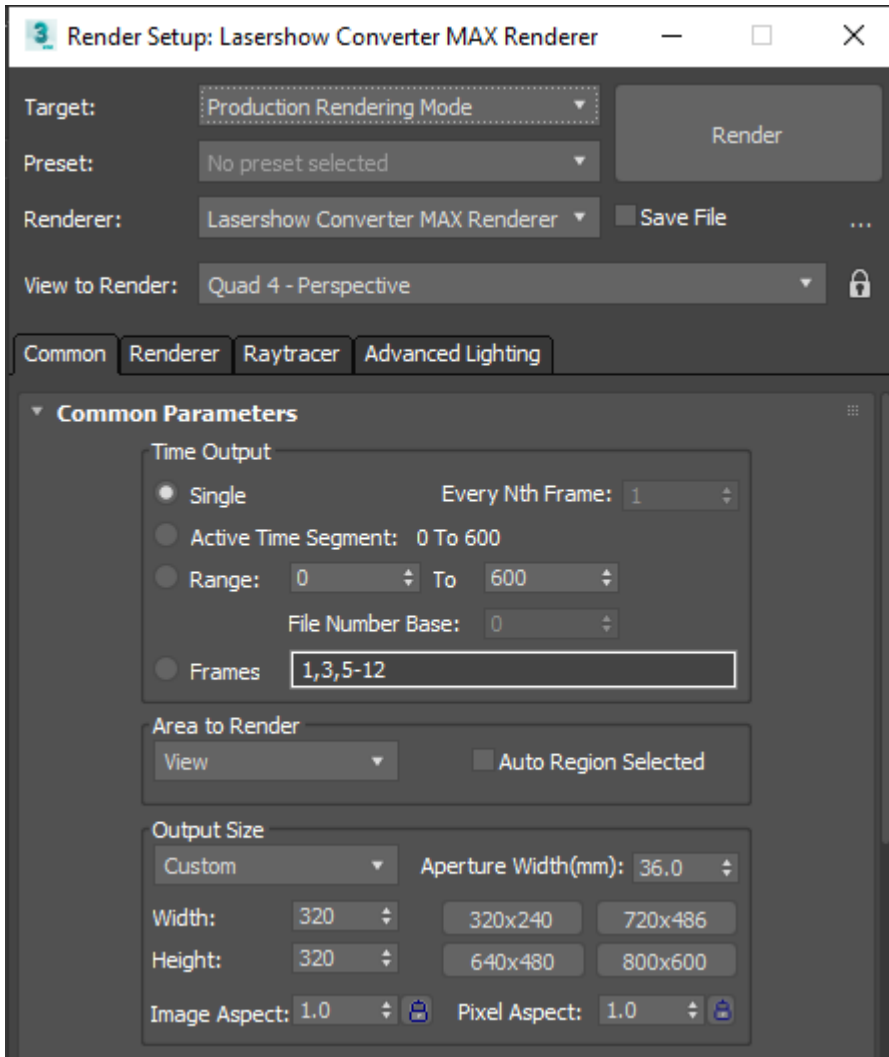 3 Render Setup: Lasershow Converter MAX Renderer
Target: Production Rendering Mode
Render
Preset: No preset selected
Renderer: Lasershow Converter MAX Renderer Save File ...
View to Render: Quad 4 - Perspective
Common Renderer Raytracer Advanced Lighting
Common Parameters
Time Output
Single Every Nth Frame: 1
Active Time Segment: 0 To 600
Range: 0 To 600
File Number Base: 0
Frames 1,3,5-12
Area to Render
View Auto Region Selected
Output Size
Custom Aperture Width(mm): 36.0
Width: 320 320x240 720x486
Height: 320 640x480 800x600
Image Aspect: 1.0 Pixel Aspect: 1.0